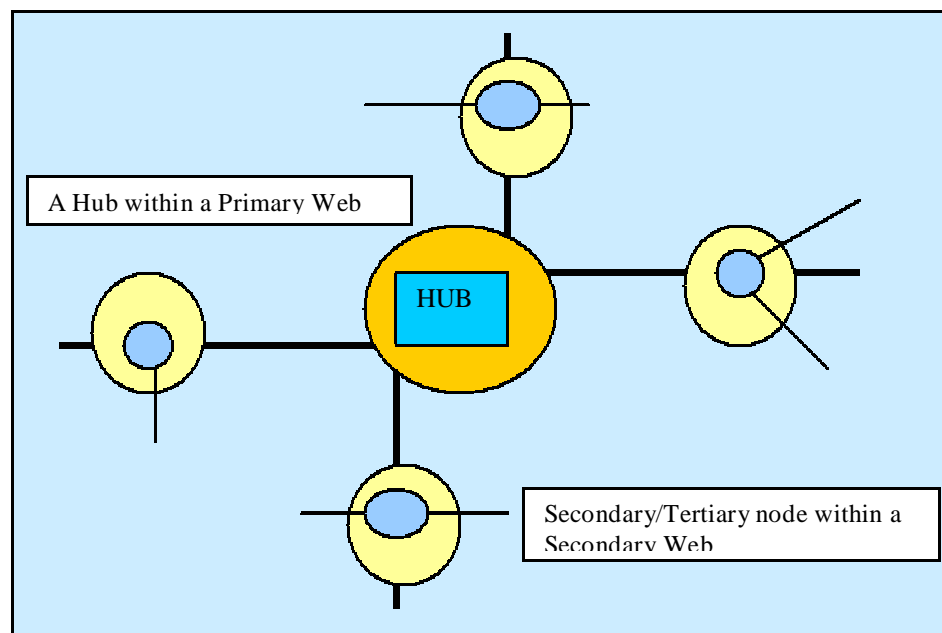 A Hub within a Primary Web
HUB
Secondary/Tertiary node within a
Secondary Web